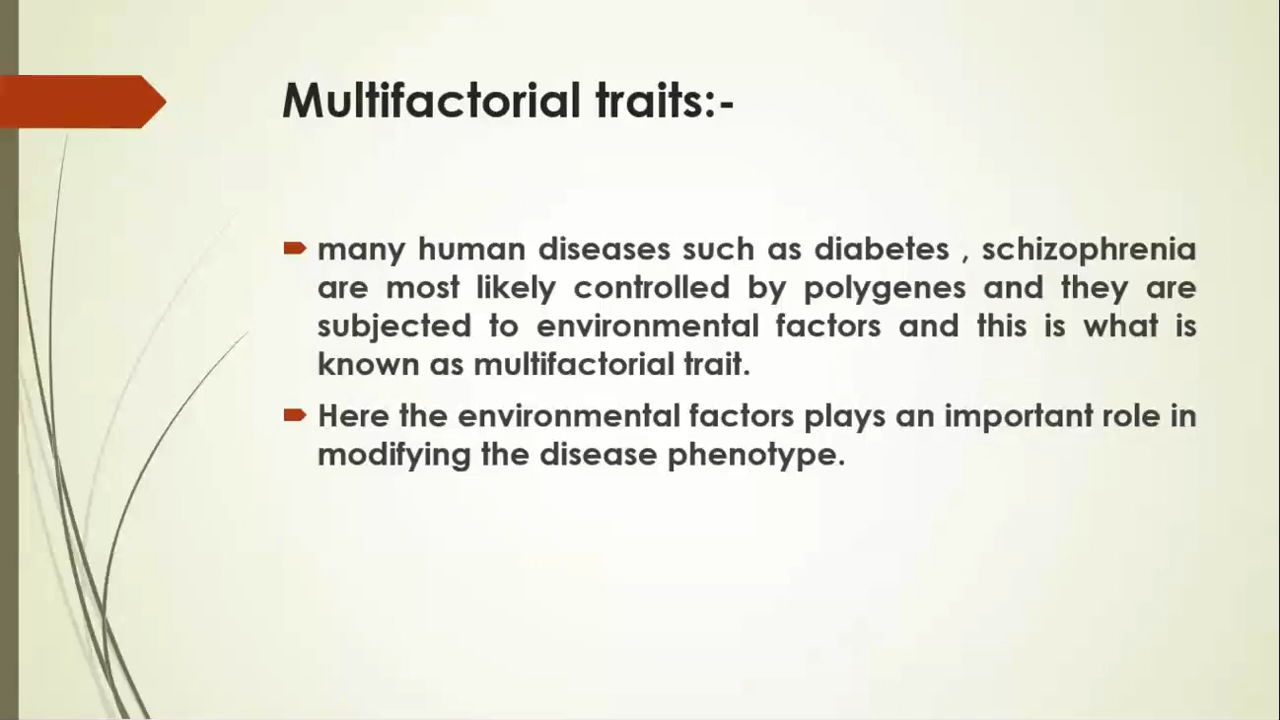 Multifactorial traits:-
many human diseases such as diabetes , schizophrenia
are most likely controlled by polygenes and they are
subjected to environmental factors and this is what is
known as multifactorial trait.
Here the environmental factors plays an important role in
modifying the disease phenotype.